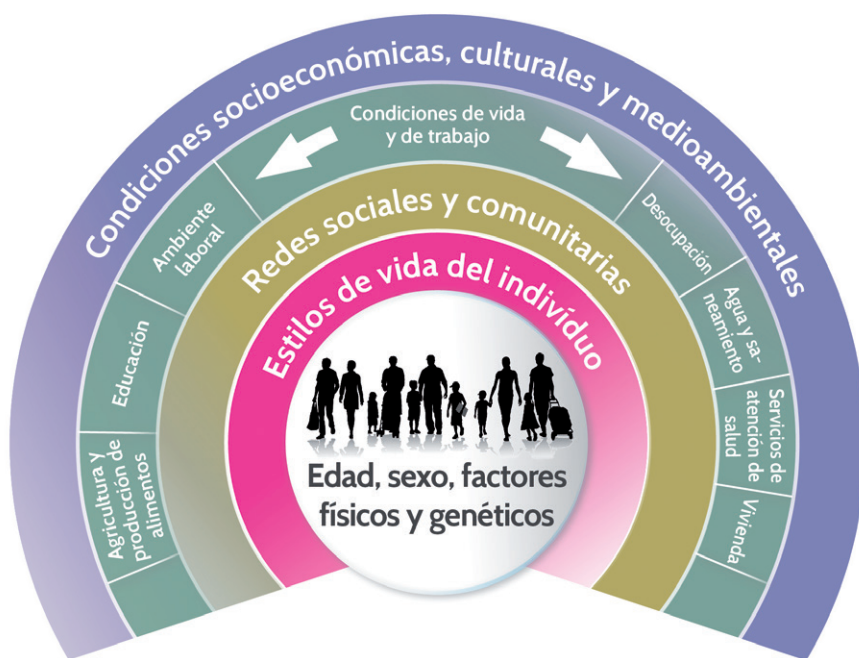 Condiciones socioeconómicas, culturales y medioambientales
Condiciones de vida
y de trabajo
Agricultura y
producción de
alimentos
Educación
Ambiente
laboral
Desocupación
Agua y sa-
neamiento
Servicios de
atención de
salud
Vivienda
Redes sociales y comunitarias
Estilos de vida del indivíduo
Edad, sexo, factores
físicos y genéticos